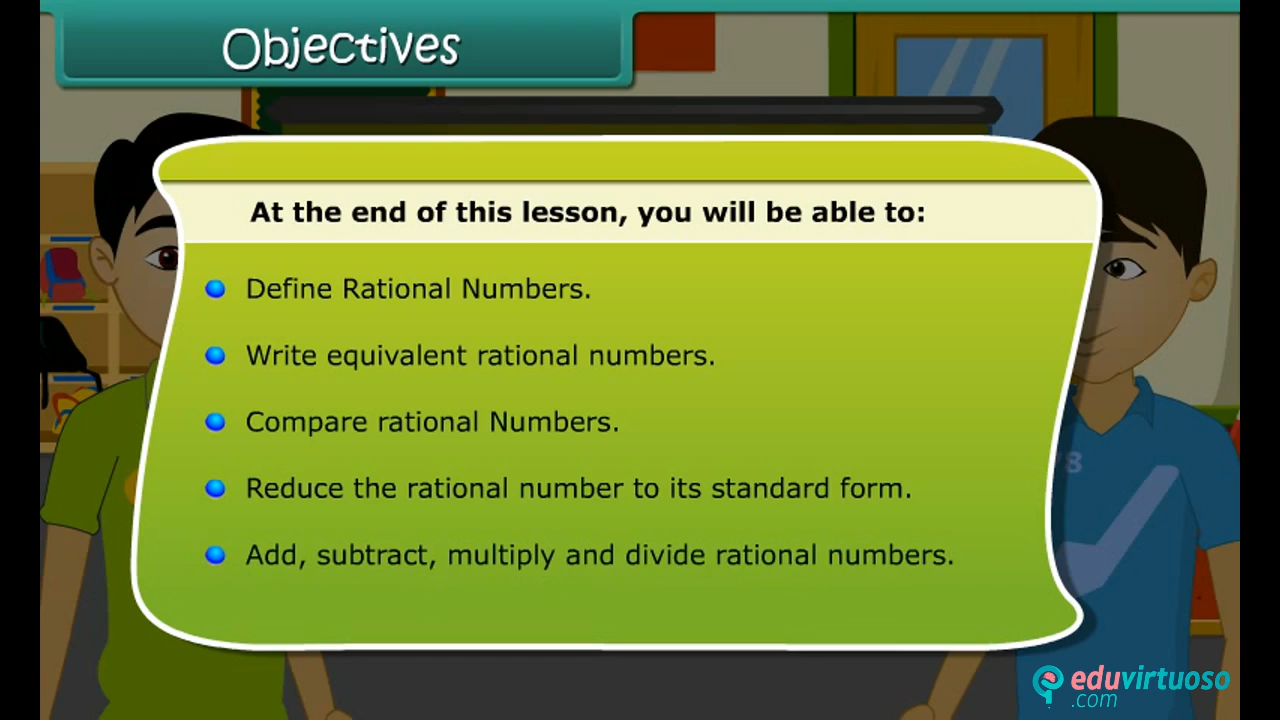 Objectives
At the end of this lesson, you will be able to:
Define Rational Numbers.
Write equivalent rational numbers.
Compare rational Numbers.
Reduce the rational number to its standard form.
Add, subtract, multiply and divide rational numbers.
8
eduvirtuoso
.com